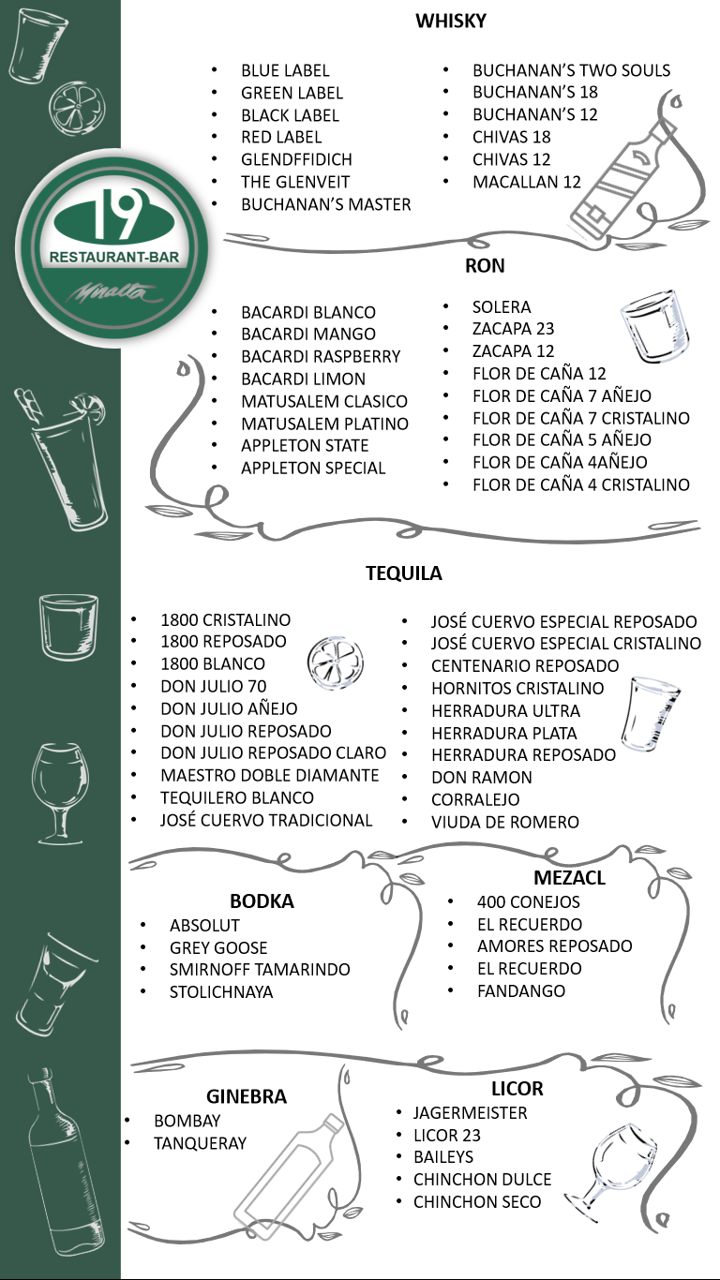 WHISKY
• BLUE LABEL
• GREEN LABEL
• BLACK LABEL
• RED LABEL
• GLENDFFIDICH
• THE GLENVEIT
• BUCHANAN'S MASTER
• BUCHANAN'S TWO SOULS
• BUCHANAN'S 18
• BUCHANAN'S 12
• CHIVAS 18
• CHIVAS 12
• MACALLAN 12
19
RESTAURANT-BAR
Miralta
RON
• BACARDI BLANCO
• BACARDI MANGO
• BACARDI RASPBERRY
• BACARDI LIMON
• MATUSALEM CLASICO
• MATUSALEM PLATINO
• APPLETON STATE
• APPLETON SPECIAL
• SOLERA
• ZACAPA 23
• ZACAPA 12
• FLOR DE CAÑA 12
• FLOR DE CAÑA 7 AÑEJO
• FLOR DE CAÑA 7 CRISTALINO
• FLOR DE CAÑA 5 AÑEJO
• FLOR DE CAÑA 4AÑEJO
• FLOR DE CAÑA 4 CRISTALINO
TEQUILA
• 1800 CRISTALINO
• 1800 REPOSADO
• 1800 BLANCO
• DON JULIO 70
• DON JULIO AÑEJO
• DON JULIO REPOSADO
• DON JULIO REPOSADO CLARO
• MAESTRO DOBLE DIAMANTE
• TEQUILERO BLANCO
• JOSÉ CUERVO TRADICIONAL
• JOSÉ CUERVO ESPECIAL REPOSADO
• JOSÉ CUERVO ESPECIAL CRISTALINO
• CENTENARIO REPOSADO
• HORNITOS CRISTALINO
• HERRADURA ULTRA
• HERRADURA PLATA
• HERRADURA REPOSADO
• DON RAMON
• CORRALEJO
• VIUDA DE ROMERO
BODKA
• ABSOLUT
• GREY GOOSE
• SMIRNOFF TAMARINDO
• STOLICHNAYA
MEZACL
• 400 CONEJOS
• EL RECUERDO
• AMORES REPOSADO
• EL RECUERDO
• FANDANGO
GINEBRA
• BOMBAY
• TANQUERAY
LICOR
• JAGERMEISTER
• LICOR 23
• BAILEYS
• CHINCHON DULCE
• CHINCHON SECO